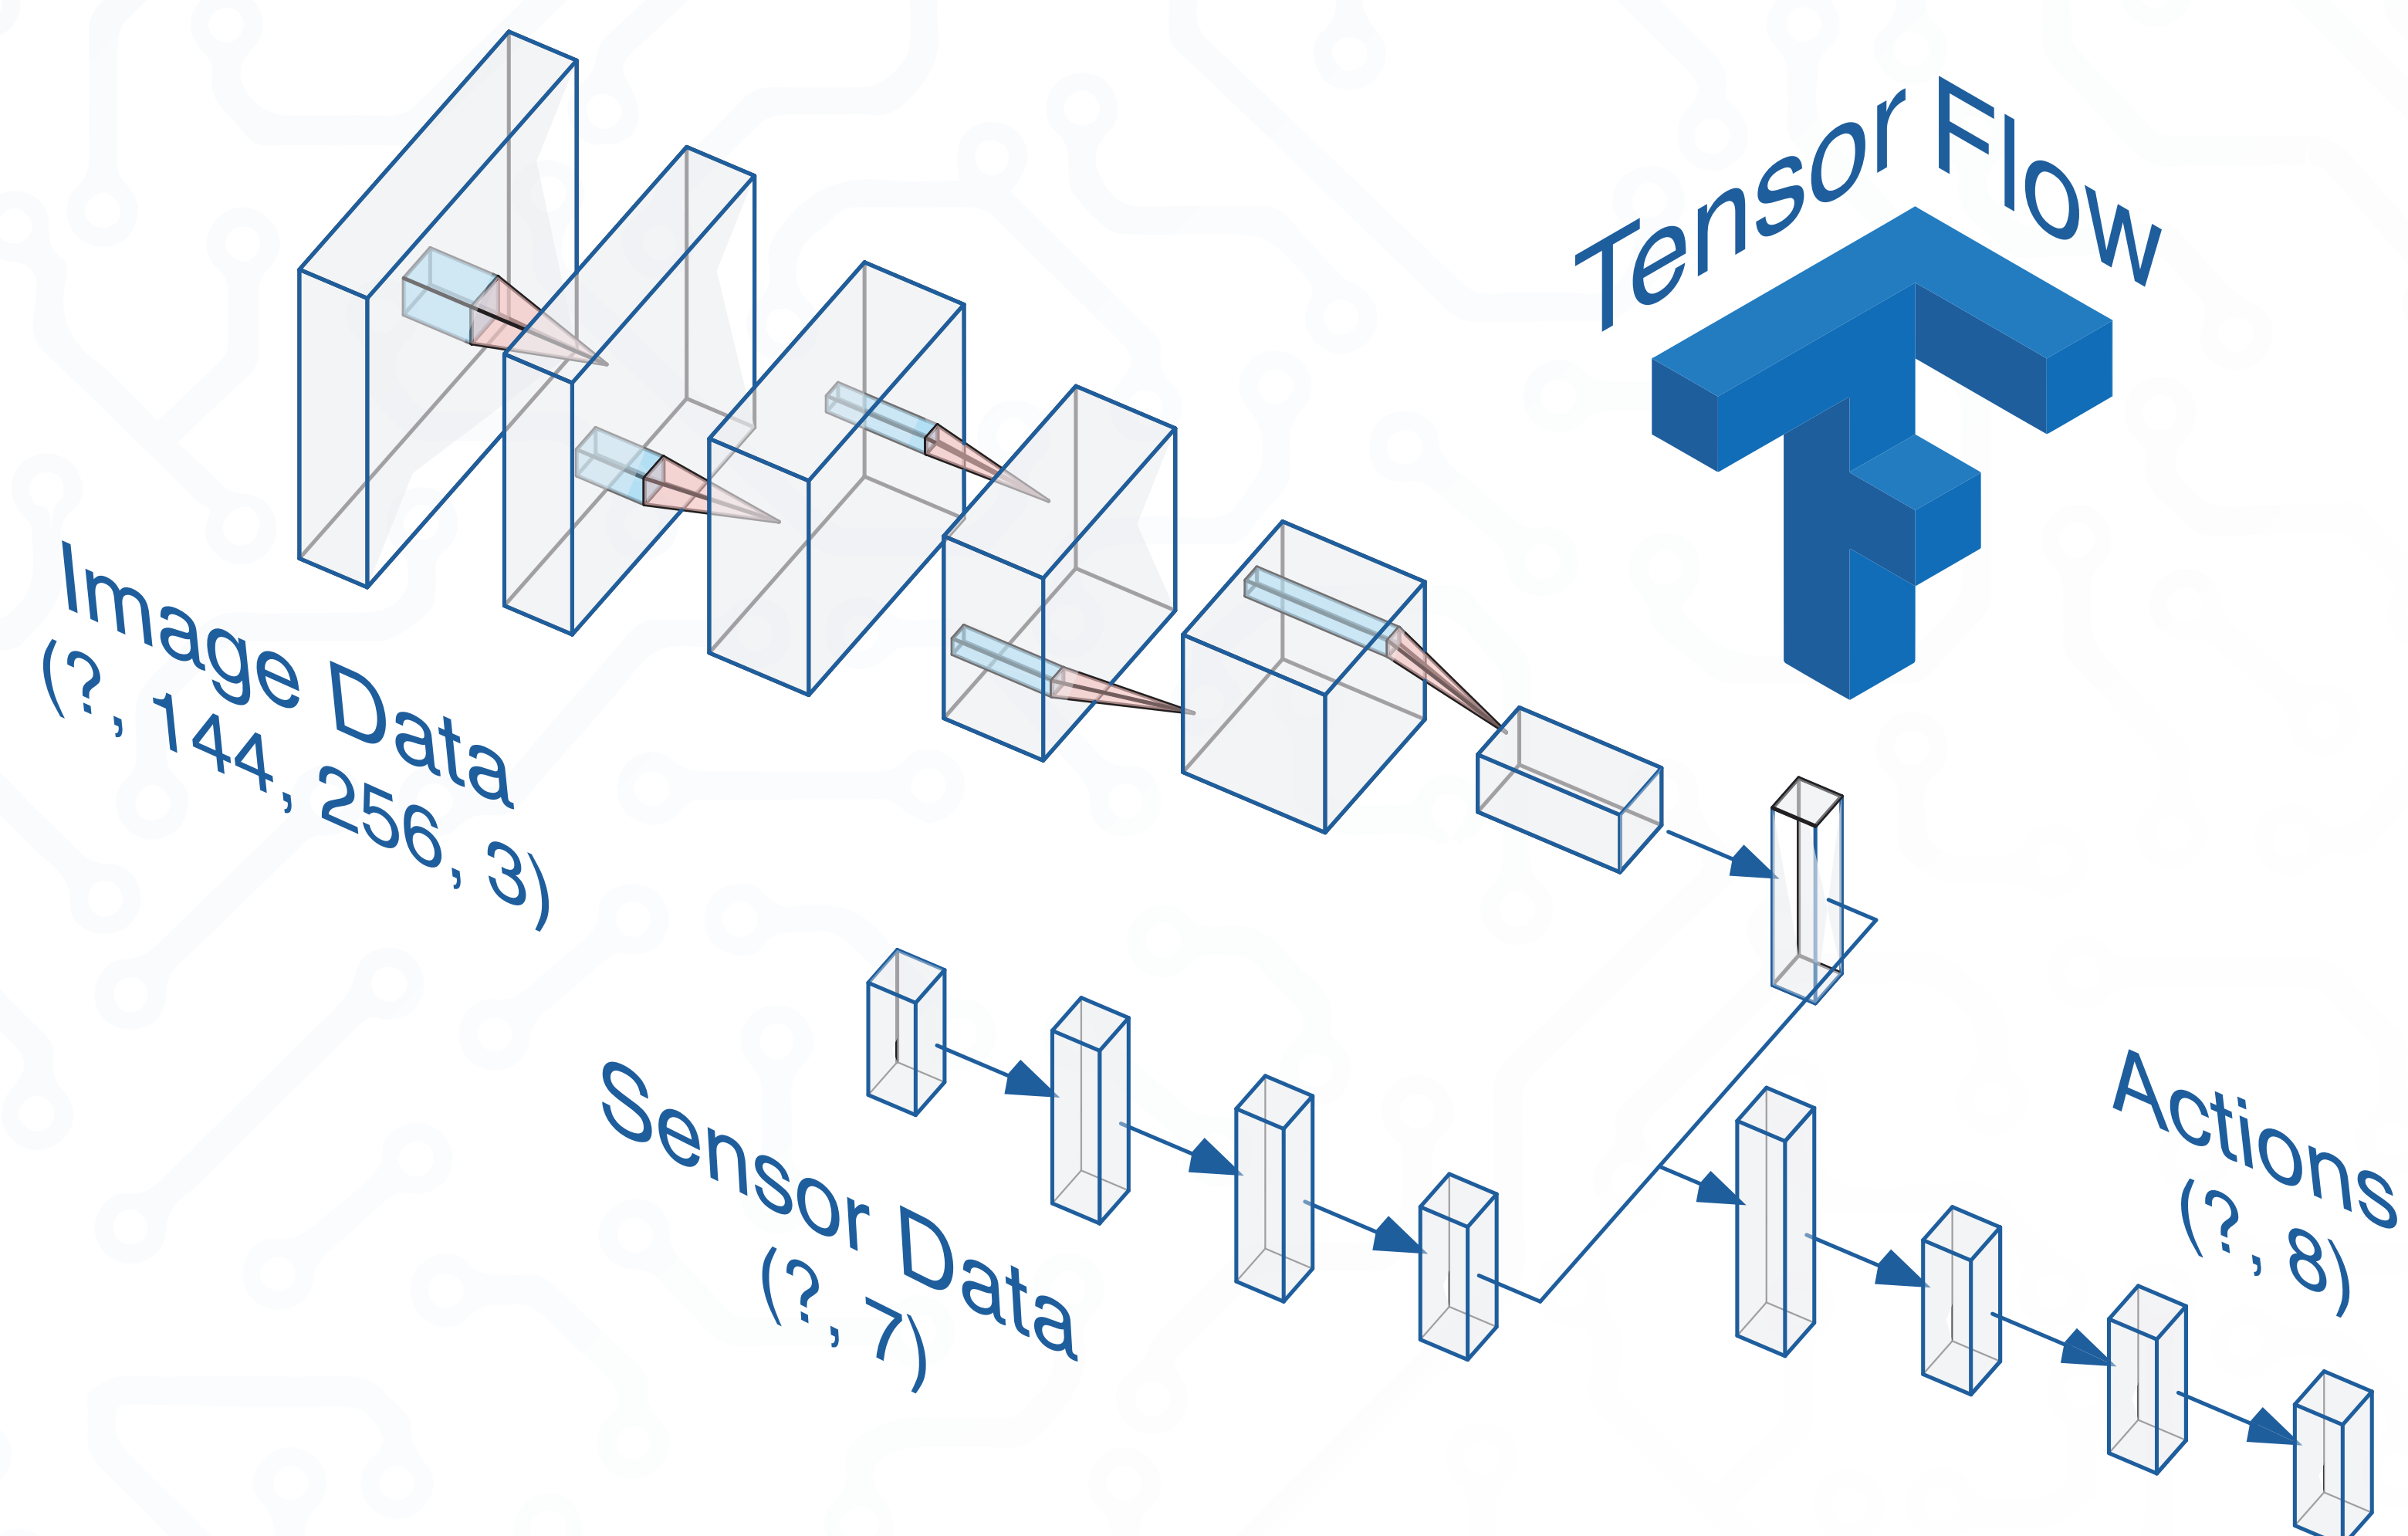 Tensor Flow
Image Data
(?, 144, 256, 3)
Sensor Data
(?, 7)
Actions
(?, 8)